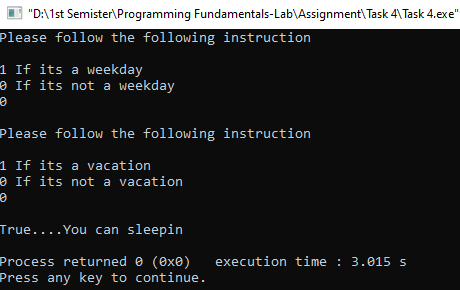 "D:\1st Semister\Programming Fundamentals-Lab\Assignment\Task 4\Task 4.exe"
Please follow the following instruction
1 If its a weekday
0 If its not a weekday
0
Please follow the following instruction
1 If its a vacation
0 If its not a vacation
0
True....You can sleepin
Process returned 0 (0x0)   execution time : 3.015 s
Press any key to continue.